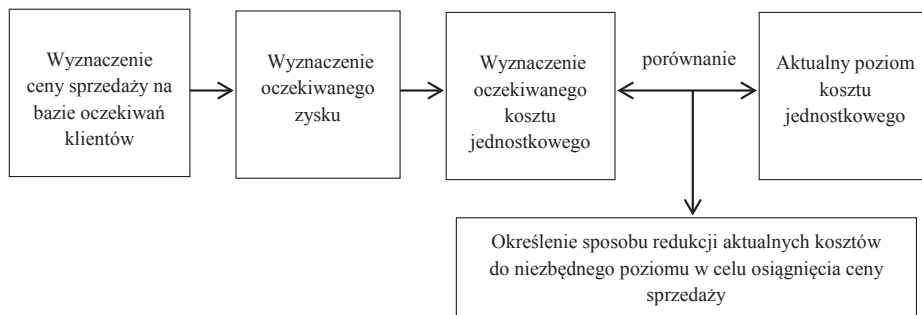 Wyznaczenie
ceny sprzedaży na
bazie oczekiwań
klientów
Wyznaczenie
oczekiwanego
zysku
Wyznaczenie
oczekiwanego
kosztu
jednostkowego
porównanie
Aktualny poziom
kosztu
jednostkowego
Określenie sposobu redukcji aktualnych kosztów
do niezbędnego poziomu w celu osiągnięcia ceny
sprzedaży